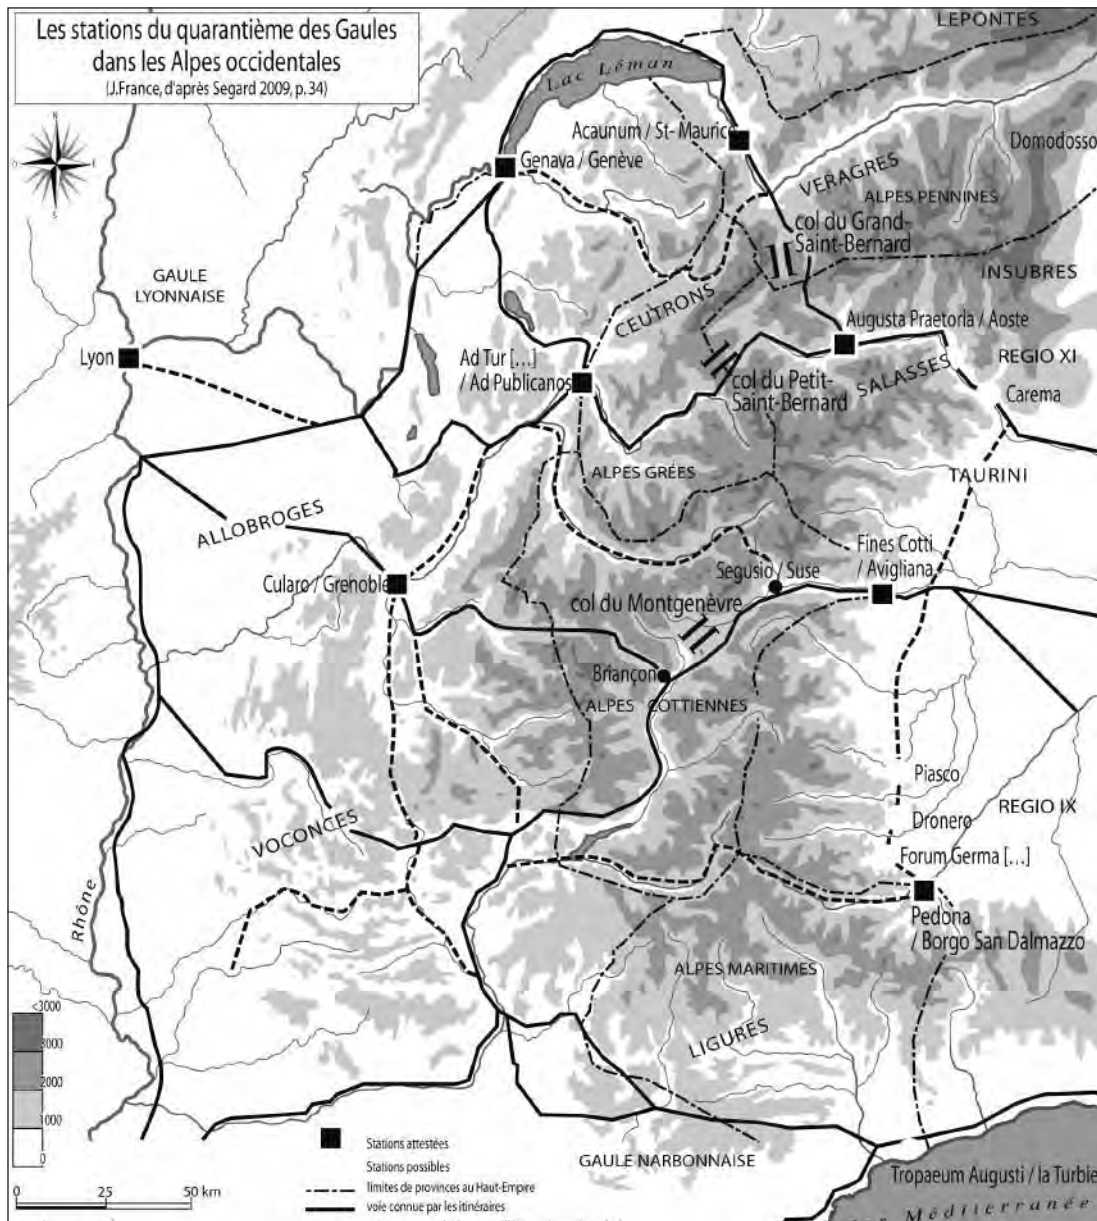 Les stations du quarantième des Gaules
dans les Alpes occidentales
(J.France, d'après Segard 2009, p.34)
LEPONTES
Lac Léman
N
E
S
Acaunum / St- Maurice
Domodosso
Genava / Genève
VERAGRES
ALPES PENNINES
col du Grand-
Saint-Bernard
GAULE
LYONNAISE
INSUBRES
CEUTRONS
Augusta Praetoria / Aoste
Lyon
Ad Tur [...]
/ Ad Publicanos
REGIO XI
SALASSES
col du Petit-
Saint-Bernard
Carema
ALPES GRÉES
TAURINI
ALLOBROGES
Fines Cotti
/ Avigliana
Cularo / Grenoble
Segusio / Suse
col du Montgenèvre
Briançon
ALPES COTTIENNES
Piasco
REGIO IX
VOCONCES
Dronero
Forum Germa [...]
Rhône
Pedona
/ Borgo San Dalmazzo
ALPES MARITIMES
LIGURES
<3000
3000
2000
1000
0
Stations attestées
Stations possibles
limites de provinces au Haut-Empire
voie connue par les itinéraires
GAULE NARBONNAISE
Tropaeum Augusti / la Turbie
Méditerranée
0 25 50 km